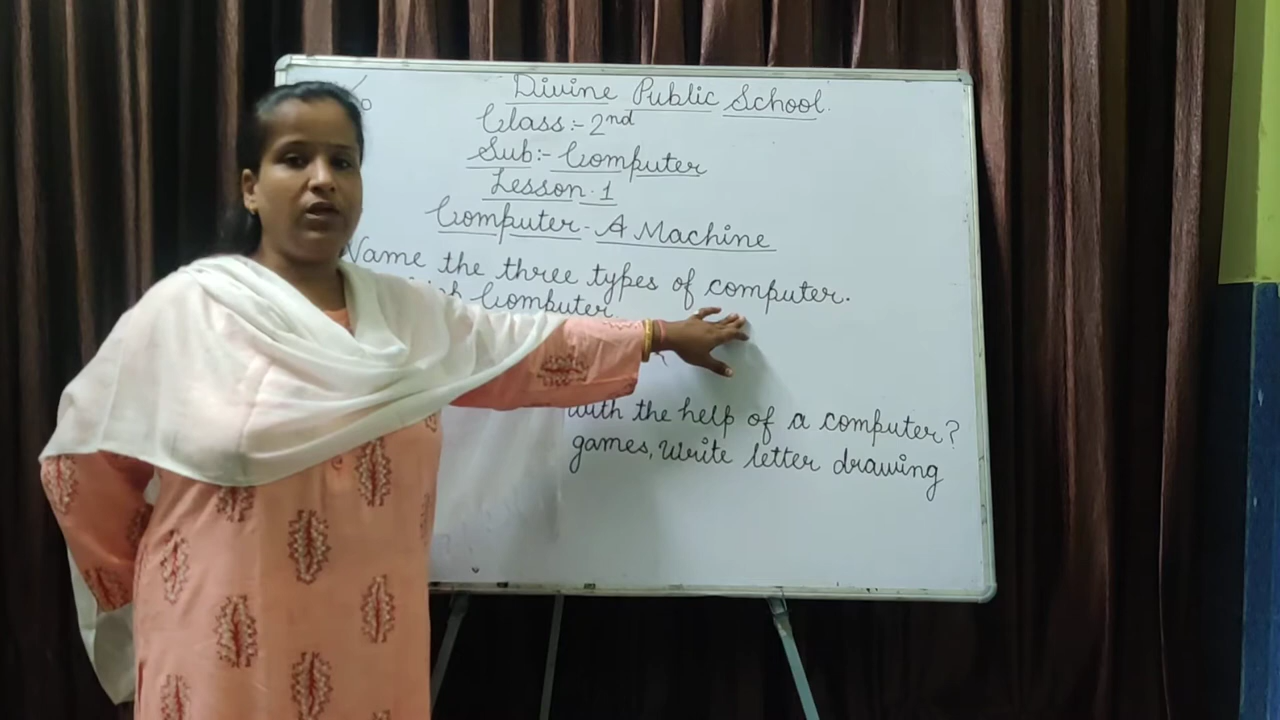 Divine Public School.
Class:- 2nd
Sub:- Computer
Lesson. 1
Computer - A Machine
Name the three types of computer.
Computer
with the help of a computer?
games, Write letter drawing